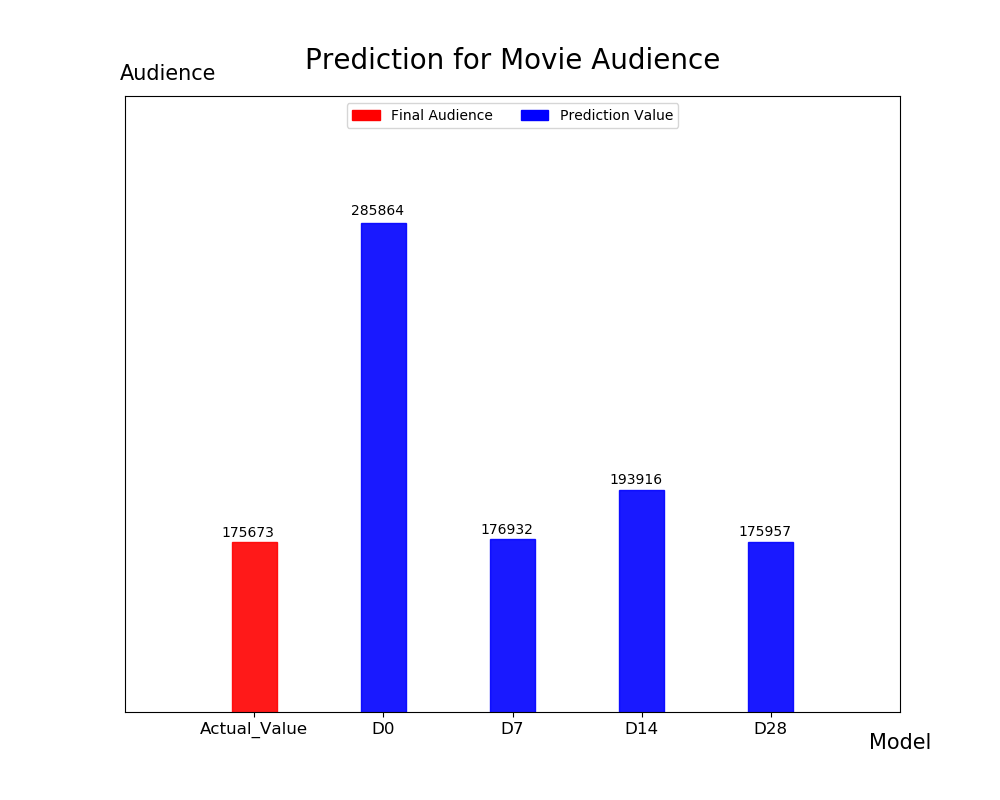 Prediction for Movie Audience
Audience
Final Audience
Prediction Value
285864
193916
176932
175957
175673
Actual_Value
D0
D7
D14
D28
Model